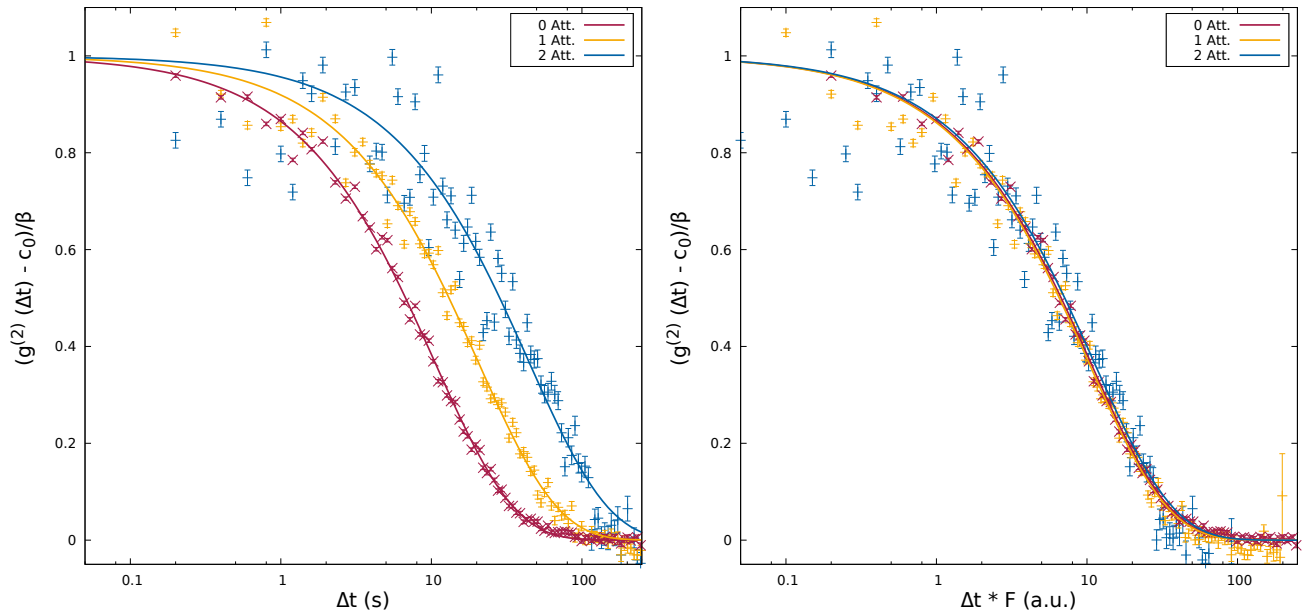 0 Att.
1 Att.
2 Att.
1
0.8
0.6
0.4
0.2
0
(g⁽²⁾ (Δt) - c₀)/β
0.1
1
10
100
Δt (s)
0 Att.
1 Att.
2 Att.
1
0.8
0.6
0.4
0.2
0
(g⁽²⁾ (Δt) - c₀)/β
0.1
1
10
100
Δt * F (a.u.)